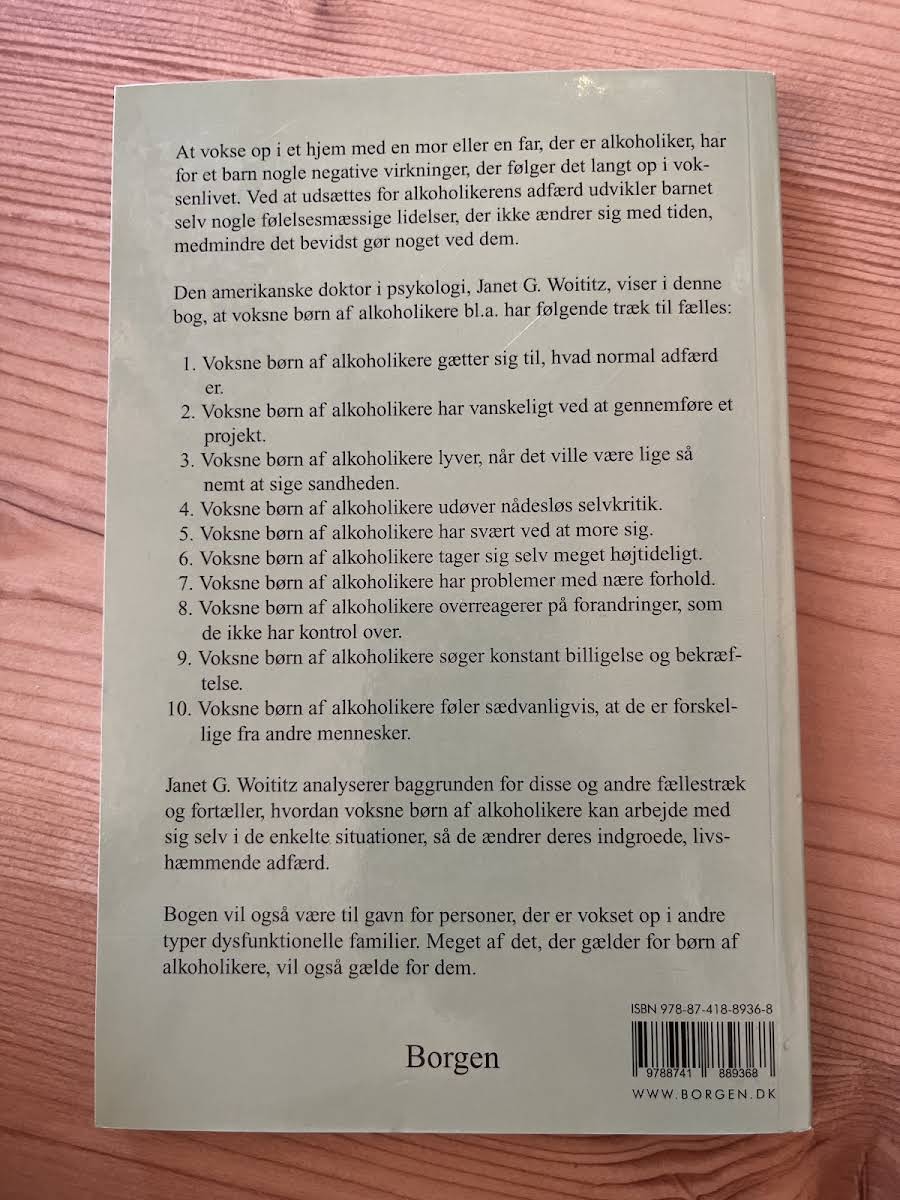 At vokse op i et hjem med en mor eller en far, der er alkoholiker, har
for et barn nogle negative virkninger, der følger det langt op i vok-
senlivet. Ved at udsættes for alkoholikerens adfærd udvikler barnet
selv nogle følelsesmæssige lidelser, der ikke ændrer sig med tiden,
medmindre det bevidst gør noget ved dem.
Den amerikanske doktor i psykologi, Janet G. Woititz, viser i denne
bog, at voksne børn af alkoholikere bl.a. har følgende træk til fælles:
1. Voksne børn af alkoholikere gætter sig til, hvad normal adfærd
er.
2. Voksne børn af alkoholikere har vanskeligt ved at gennemføre et
projekt.
3. Voksne børn af alkoholikere lyver, når det ville være lige så
nemt at sige sandheden.
4. Voksne børn af alkoholikere udøver nådesløs selvkritik.
5. Voksne børn af alkoholikere har svært ved at more sig.
6. Voksne børn af alkoholikere tager sig selv meget højtideligt.
7. Voksne børn af alkoholikere har problemer med nære forhold.
8. Voksne børn af alkoholikere overreagerer på forandringer, som
de ikke har kontrol over.
9. Voksne børn af alkoholikere søger konstant billigelse og bekræf-
telse.
10. Voksne børn af alkoholikere føler sædvanligvis, at de er forskel-
lige fra andre mennesker.
Janet G. Woititz analyserer baggrunden for disse og andre fællestræk
og fortæller, hvordan voksne børn af alkoholikere kan arbejde med
sig selv i de enkelte situationer, så de ændrer deres indgroede, livs-
hæmmende adfærd.
Bogen vil også være til gavn for personer, der er vokset op i andre
typer dysfunktionelle familier. Meget af det, der gælder for børn af
alkoholikere, vil også gælde for dem.
ISBN 978-87-418-8936-8
Borgen
9788741 889368
WWW.BORGEN.DK